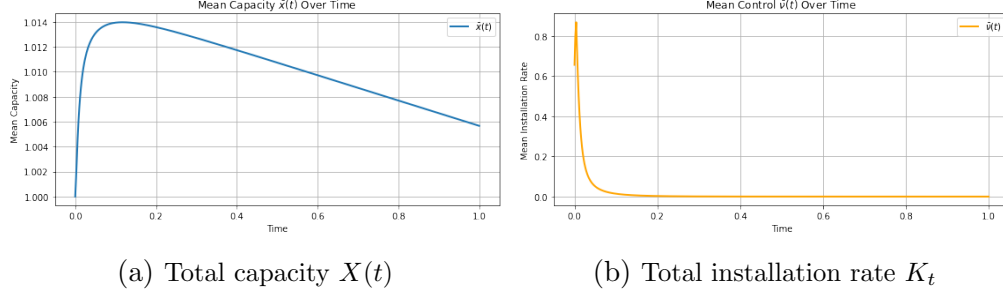 Mean Capacity x̄(t) Over Time
1.014
1.012
1.010
1.008
1.006
1.004
1.002
1.000
Mean Capacity
x̄(t)
0.0 0.2 0.4 0.6 0.8 1.0
Time
(a) Total capacity X(t)
Mean Control ν̄(t) Over Time
0.8
0.6
0.4
0.2
0.0
Mean Installation Rate
ν̄(t)
0.0 0.2 0.4 0.6 0.8 1.0
Time
(b) Total installation rate Kₜ